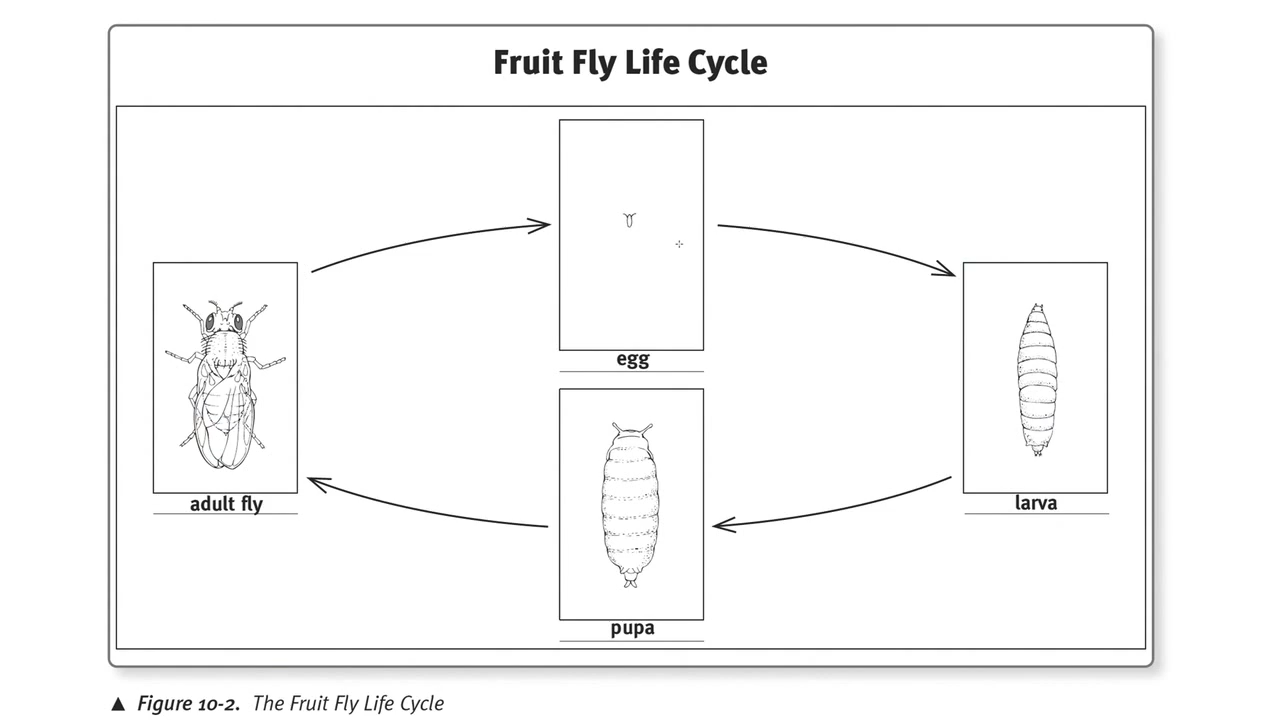 Fruit Fly Life Cycle
egg
adult fly
larva
pupa
▲ Figure 10-2. The Fruit Fly Life Cycle